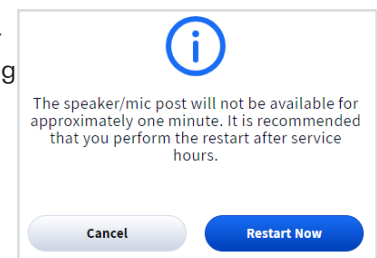 g
The speaker/mic post will not be available for
approximately one minute. It is recommended
that you perform the restart after service
hours.
Cancel
Restart Now